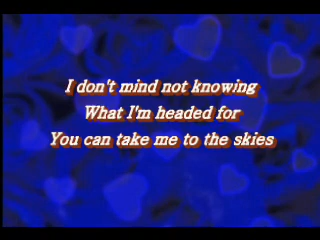 I don't mind not knowing
What I'm headed for
You can take me to the skies